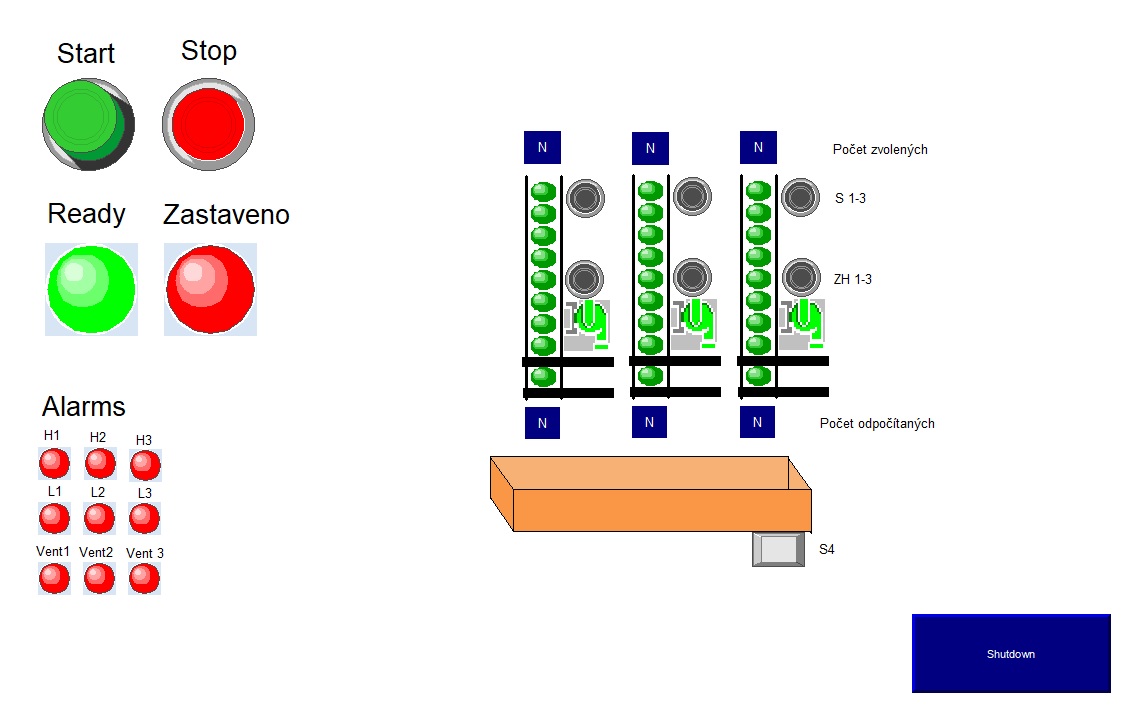 Start
Stop
Ready
Zastaveno
Alarms
H1
H2
H3
L1
L2
L3
Vent1
Vent2
Vent 3
N
N
N
Počet zvolených
S 1-3
ZH 1-3
N
N
N
Počet odpočítaných
S4
Shutdown